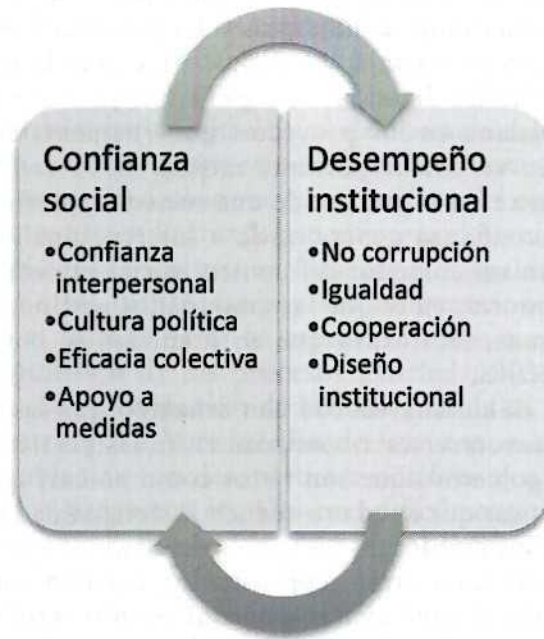 Confianza
social
•Confianza
interpersonal
•Cultura política
•Eficacia colectiva
•Apoyo a
medidas
Desempeño
institucional
•No corrupción
•Igualdad
•Cooperación
•Diseño
institucional